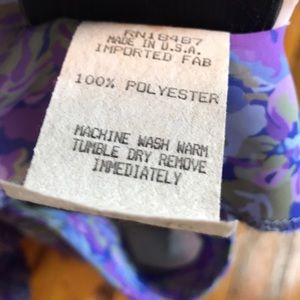 RN18487
MADE IN U.S.A.
IMPORTED FAB
100% POLYESTER
MACHINE WASH WARM
TUMBLE DRY REMOVE
IMMEDIATELY